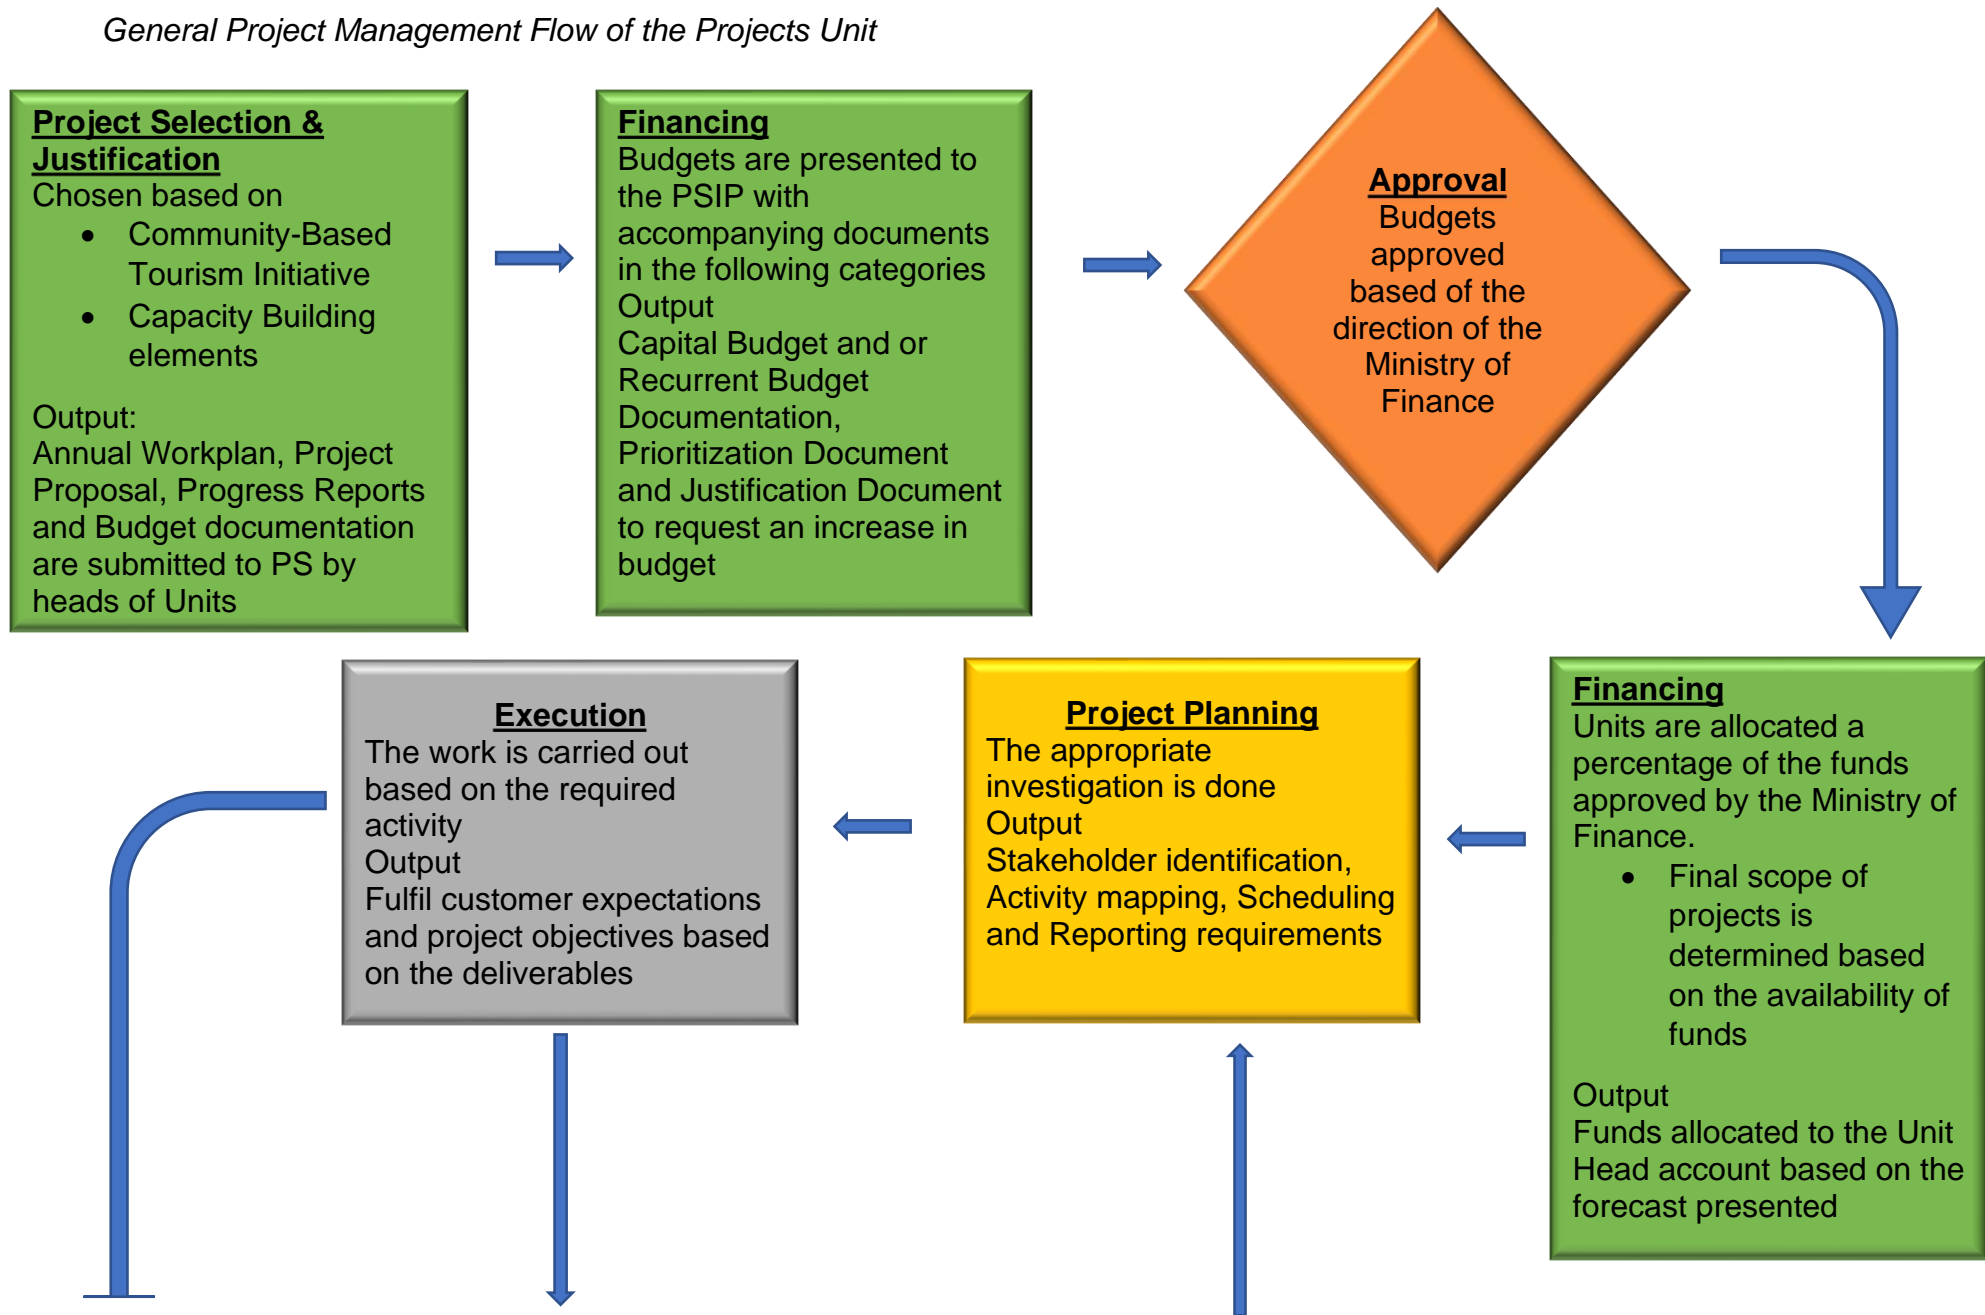 General Project Management Flow of the Projects Unit
Project Selection &
Justification
Chosen based on
• Community-Based
Tourism Initiative
• Capacity Building
elements
Output:
Annual Workplan, Project
Proposal, Progress Reports
and Budget documentation
are submitted to PS by
heads of Units
Financing
Budgets are presented to
the PSIP with
accompanying documents
in the following categories
Output
Capital Budget and or
Recurrent Budget
Documentation,
Prioritization Document
and Justification Document
to request an increase in
budget
Approval
Budgets
approved
based of the
direction of the
Ministry of
Finance
Financing
Units are allocated a
percentage of the funds
approved by the Ministry of
Finance.
• Final scope of
projects is
determined based
on the availability of
funds
Output
Funds allocated to the Unit
Head account based on the
forecast presented
Project Planning
The appropriate
investigation is done
Output
Stakeholder identification,
Activity mapping, Scheduling
and Reporting requirements
Execution
The work is carried out
based on the required
activity
Output
Fulfil customer expectations
and project objectives based
on the deliverables